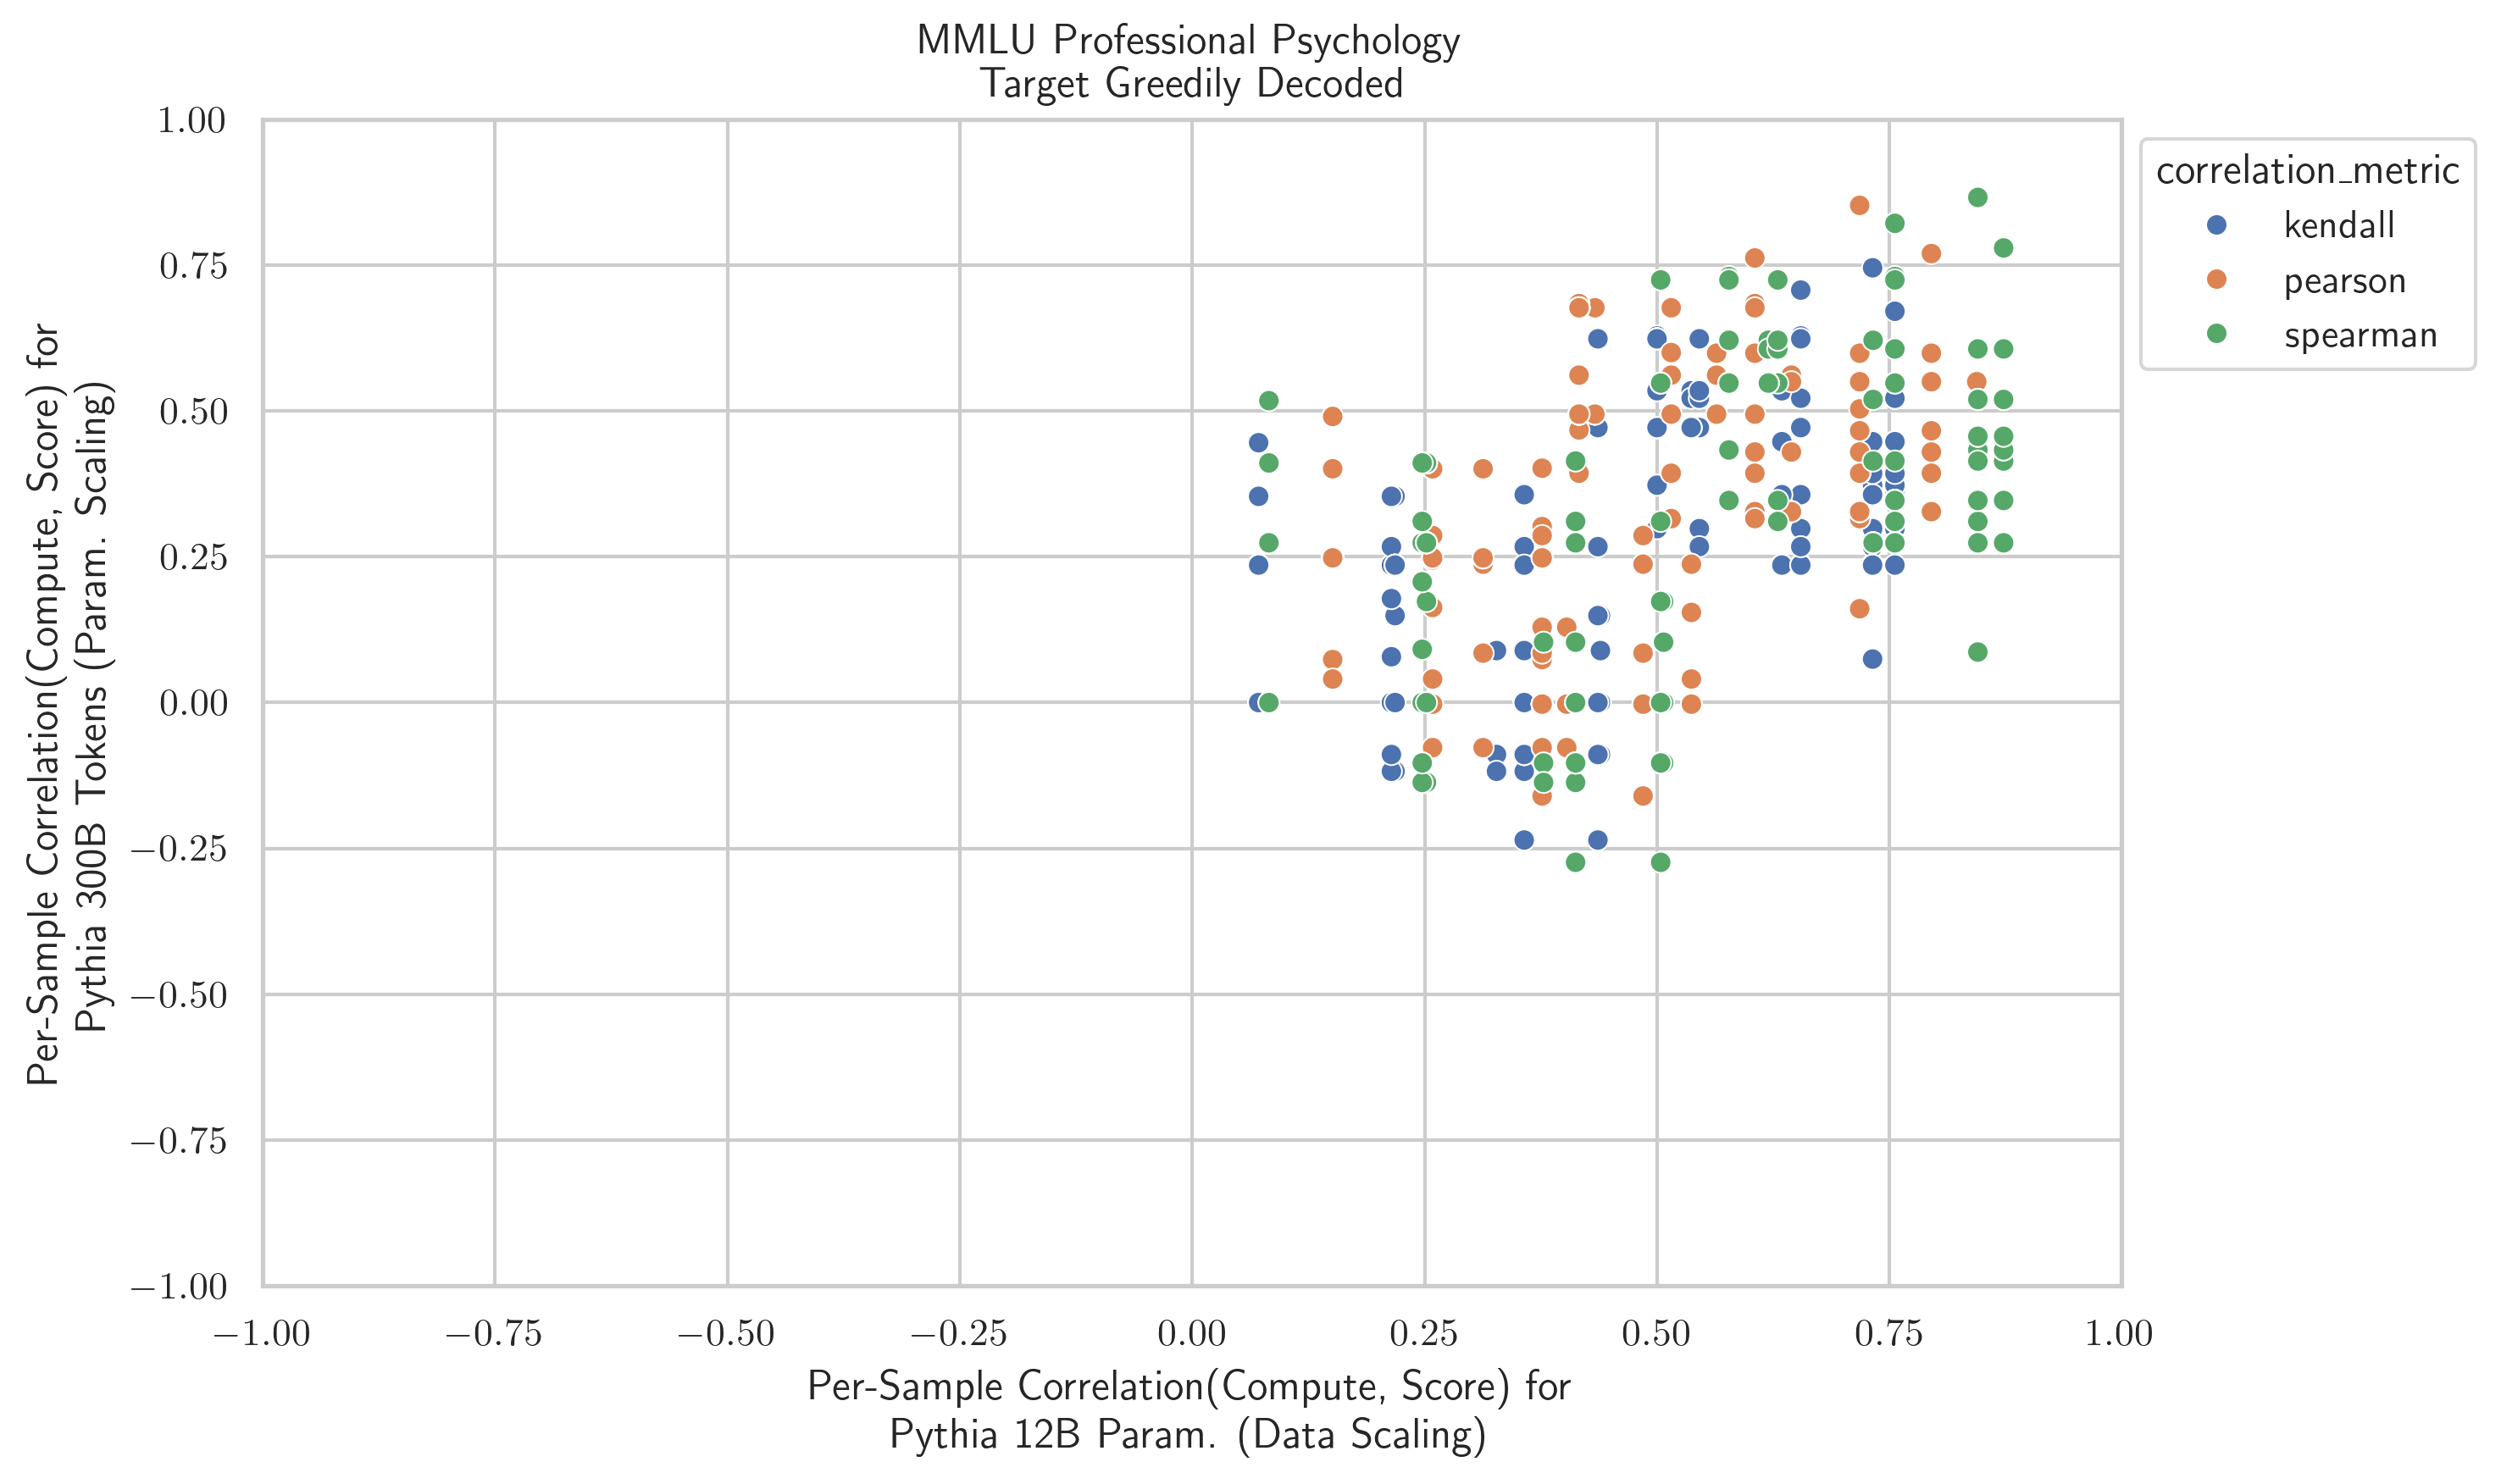 MMLU Professional Psychology
Target Greedily Decoded
Per-Sample Correlation(Compute, Score) for
Pythia 300B Tokens (Param. Scaling)
1.00
0.75
0.50
0.25
0.00
−0.25
−0.50
−0.75
−1.00
−1.00
−0.75
−0.50
−0.25
0.00
0.25
0.50
0.75
1.00
Per-Sample Correlation(Compute, Score) for
Pythia 12B Param. (Data Scaling)
correlation_metric
kendall
pearson
spearman